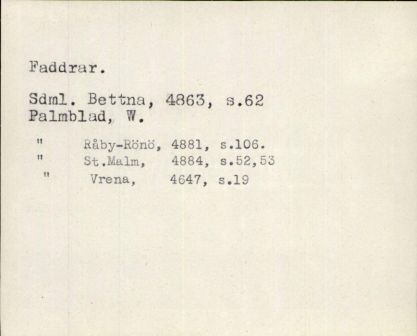 Faddrar.
Sdml. Bettna, 4863, s.62
Palmblad, W.
" Råby-Rönö, 4881, s.106.
" St.Malm, 4884, s.52,53
" Vrena, 4647, s.19